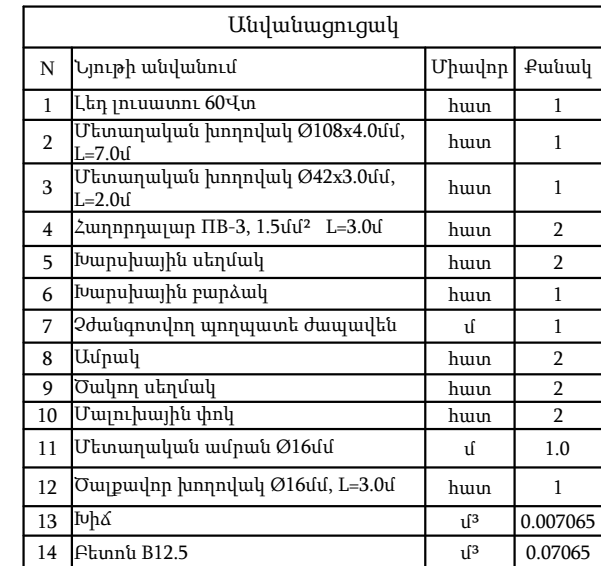 Անվանացուցակ
N Նյութի անվանում Միավոր Քանակ
1 Լեդ լուսատու 60Վտ հատ 1
2 Մետաղական խողովակ Ø108x4.0մմ, L=7.0մ հատ 1
3 Մետաղական խողովակ Ø42x3.0մմ, L=2.0մ հատ 1
4 Հաղորդալար ПВ-3, 1.5մմ² L=3.0մ հատ 2
5 Խարսխային սեղմակ հատ 2
6 Խարսխային բարձակ հատ 1
7 Չժանգոտվող պողպատե ժապավեն մ 1
8 Ամրակ հատ 2
9 Ծակող սեղմակ հատ 2
10 Մալուխային փոկ հատ 2
11 Մետաղական ամրան Ø16մմ մ 1.0
12 Ծալքավոր խողովակ Ø16մմ, L=3.0մ հատ 1
13 Խիճ մ³ 0.007065
14 Բետոն B12.5 մ³ 0.07065